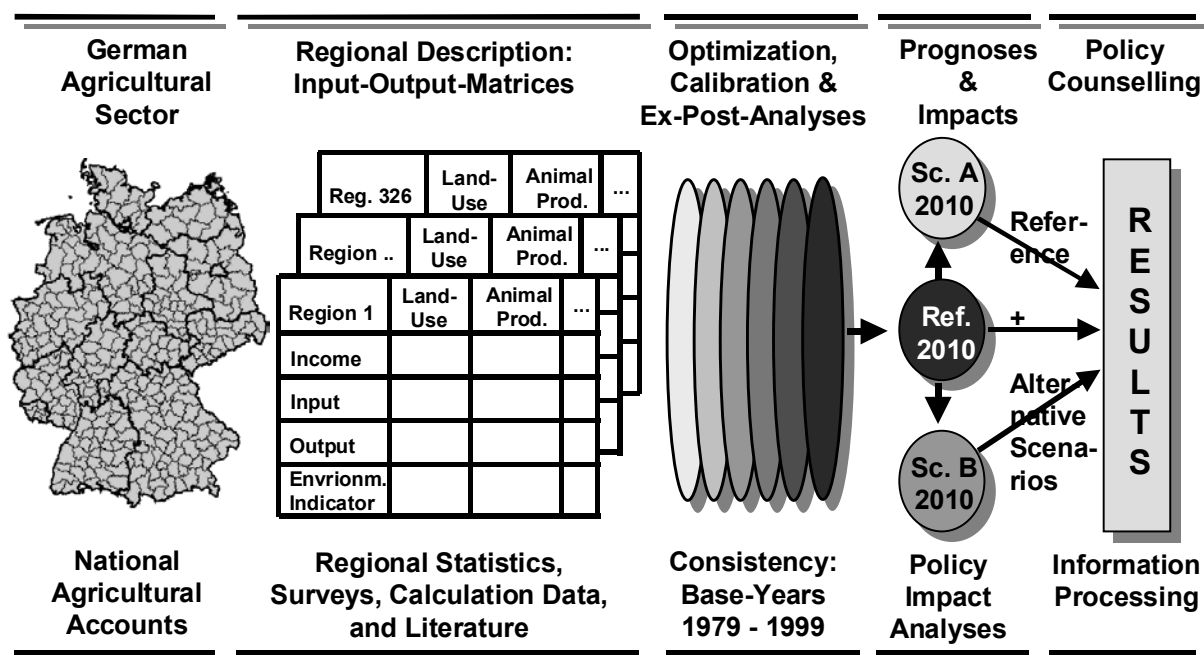 German
Agricultural
Sector
Regional Description:
Input-Output-Matrices
Optimization,
Calibration &
Ex-Post-Analyses
Prognoses
&
Impacts
Policy
Counselling
Reg. 326
Land-
Use
Animal
Prod.
...
Region ..
Land-
Use
Animal
Prod.
...
Region 1
Land-
Use
Animal
Prod.
...
Income
Input
Output
Envrionm.
Indicator
Sc. A
2010
Ref.
2010
Sc. B
2010
Refer-
ence
+
Alter
native
Scena-
rios
R
E
S
U
L
T
S
National
Agricultural
Accounts
Regional Statistics,
Surveys, Calculation Data,
and Literature
Consistency:
Base-Years
1979 - 1999
Policy
Impact
Analyses
Information
Processing